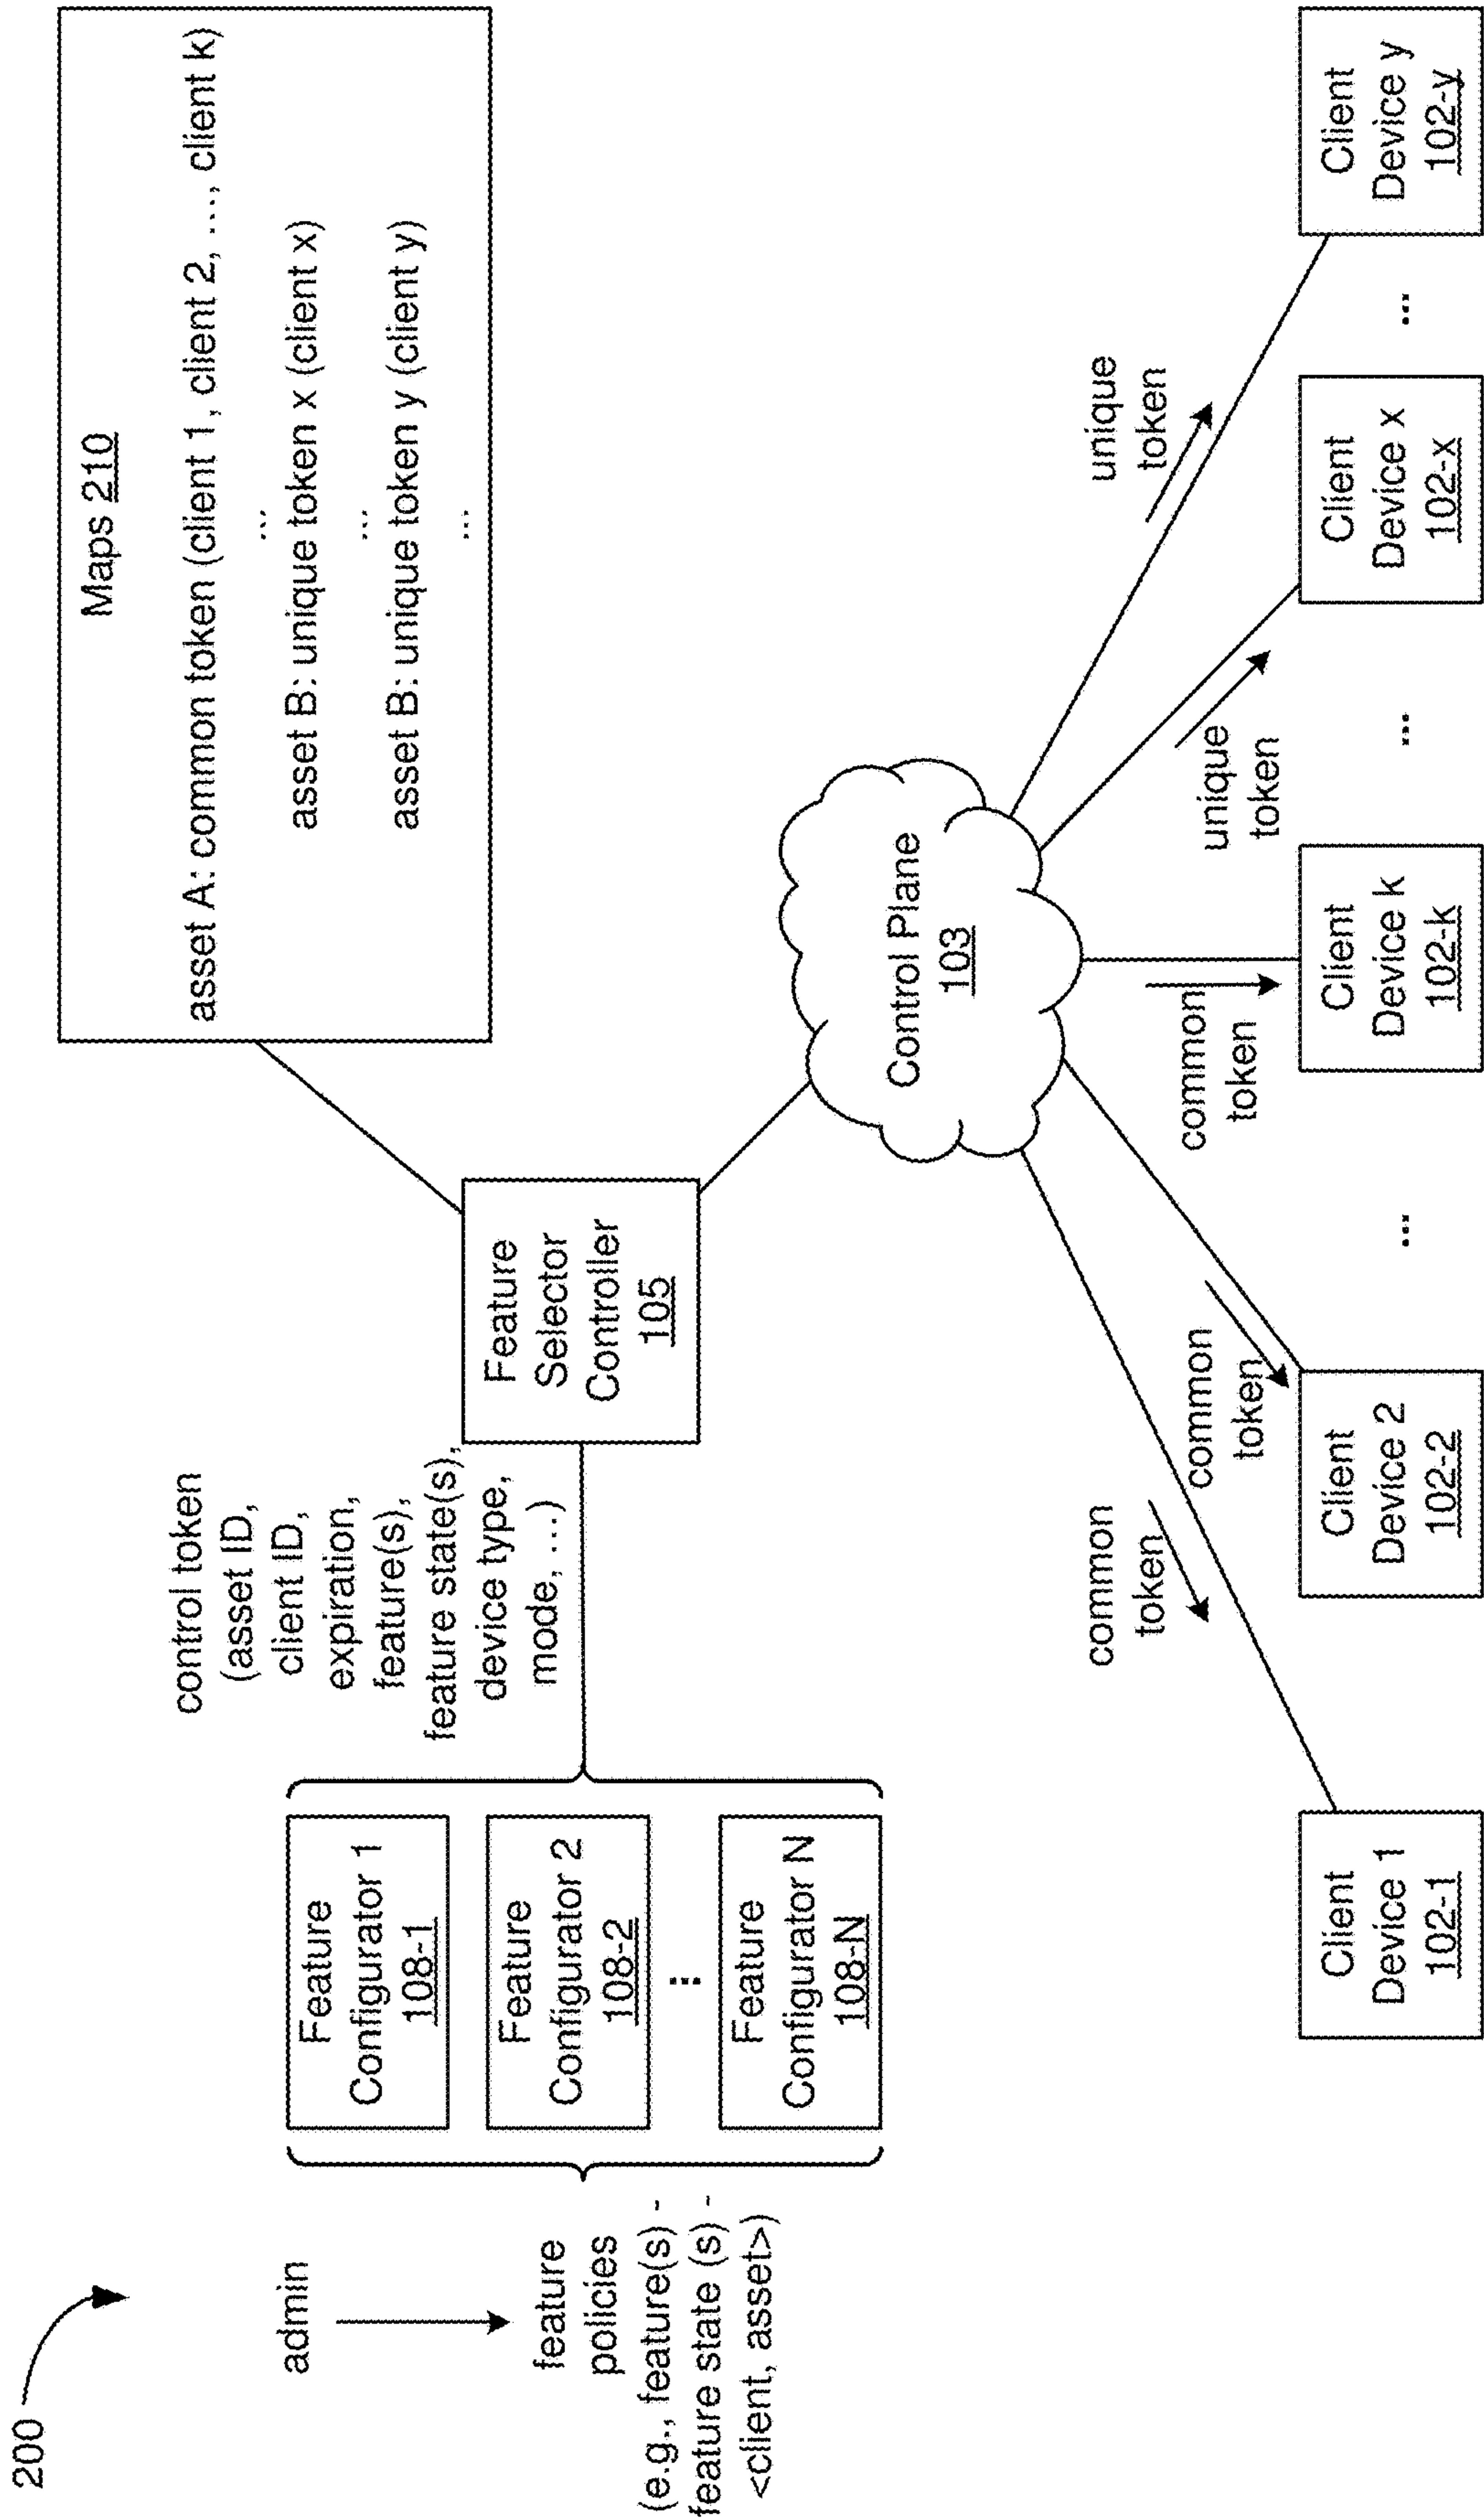 200
admin
feature
policies
(e.g., feature(s) -
feature state (s) -
<client, asset>)
Feature
Configurator 1
108-1
Feature
Configurator 2
108-2
...
Feature
Configurator N
108-N
control token
(asset ID,
client ID,
expiration,
feature(s),
feature state(s),
device type,
mode, ...)
Feature
Selector
Controller
105
Maps 210
asset A: common token (client 1, client 2, ..., client k)
...
asset B: unique token x (client x)
...
asset B: unique token y (client y)
...
Control Plane
103
common
token
common
token
common
token
unique
token
unique
token
Client
Device 1
102-1
Client
Device 2
102-2
...
Client
Device k
102-k
...
Client
Device x
102-x
...
Client
Device y
102-y